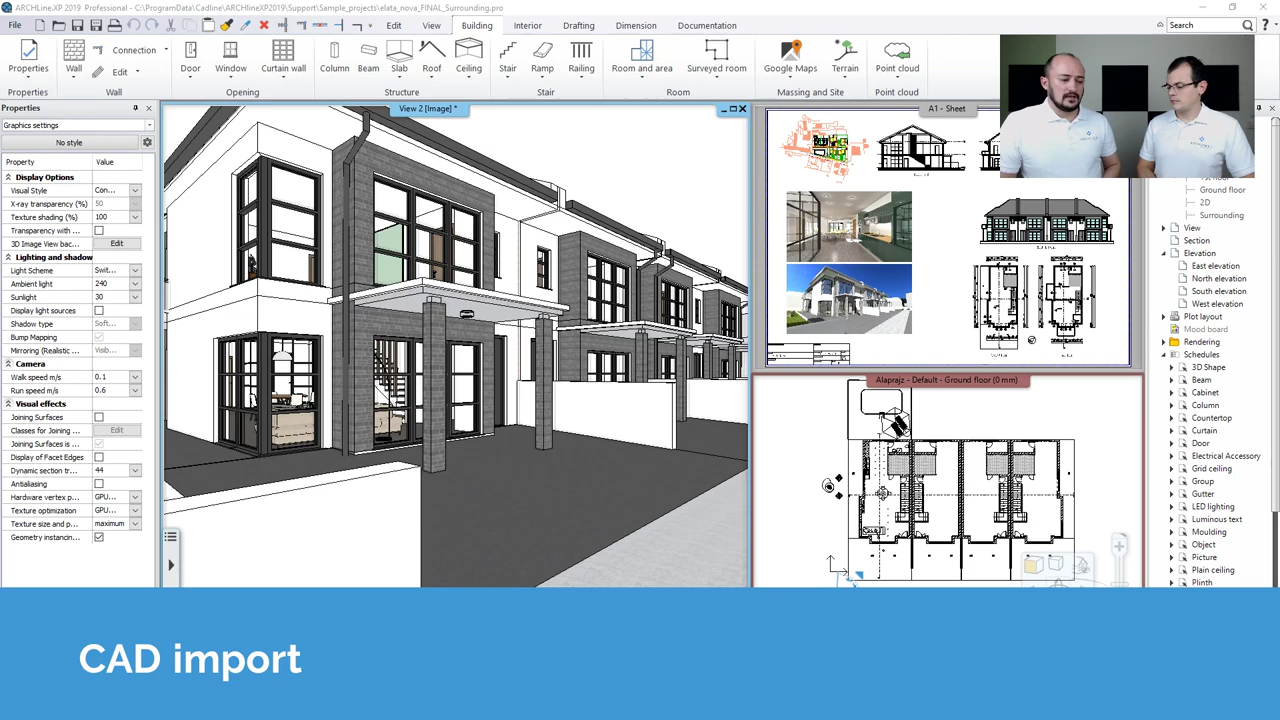 ARCHLine.XP 2019 Professional - C:\ProgramData\Cadline\ARCHlineXP2019\Support\Sample_projects\elata_nova_FINAL_Surrounding.pro
File Edit View Building Interior Drafting Dimension Documentation Search
Properties Wall Connection Edit Door Window Curtain wall Column Beam Slab Roof Ceiling Stair Ramp Railing Room and area Surveyed room Google Maps Terrain Point cloud
Properties Wall Opening Structure Stair Room Massing and Site Point cloud
Properties
Graphics settings
No style
Property Value
Display Options
Visual Style Con...
X-ray transparency (%) 50
Texture shading (%) 100
Transparency with ...
3D Image View bac... Edit
Lighting and shadow
Light Scheme Swit...
Ambient light 240
Sunlight 30
Display light sources
Shadow type Soft...
Bump Mapping
Mirroring (Realistic ... Visib...
Camera
Walk speed m/s 0.1
Run speed m/s 0.6
Visual effects
Joining Surfaces
Classes for Joining ... Edit
Joining Surfaces is ...
Display of Facet Edges
Dynamic section tr... 44
Antialiasing
Hardware vertex p... GPU...
Texture optimization GPU...
Texture size and p... maximum
Geometry instancin...
View 2 [Image] *
A1 - Sheet
Alaprajz - Default - Ground floor (0 mm)
Ground floor
2D
Surrounding
View
Section
Elevation
East elevation
North elevation
South elevation
West elevation
Plot layout
Mood board
Rendering
Schedules
3D Shape
Beam
Cabinet
Column
Countertop
Curtain
Door
Electrical Accessory
Grid ceiling
Group
Gutter
LED lighting
Luminous text
Moulding
Object
Picture
Plain ceiling
Plinth
CAD import